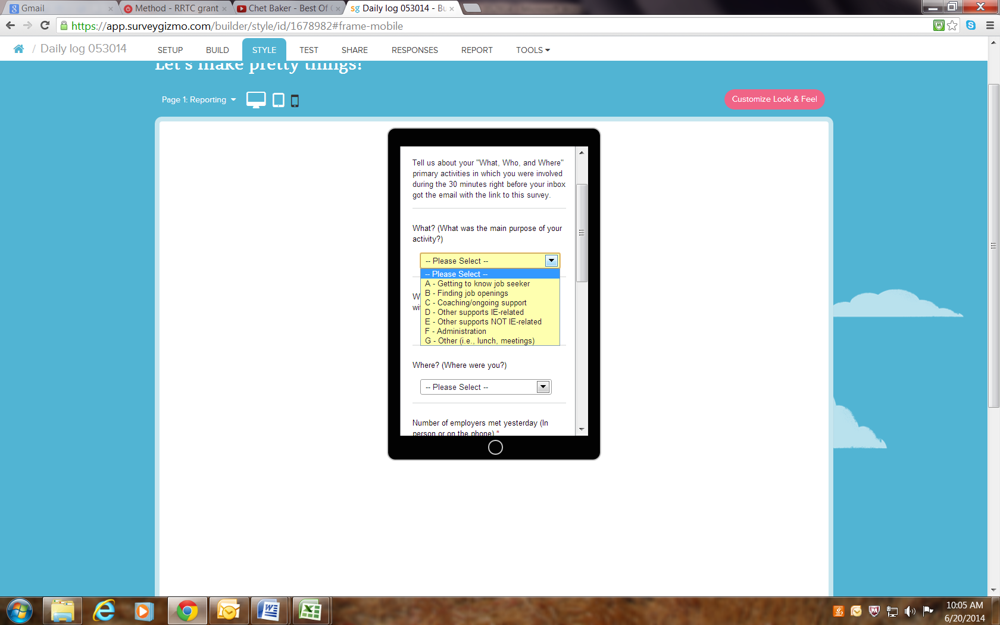 Gmail
Method - RRTC grant
Chet Baker - Best Of
Daily log 053014 - Bu
https://app.surveygizmo.com/builder/style/id/1678982#frame-mobile
/ Daily log 053014
SETUP
BUILD
STYLE
TEST
SHARE
RESPONSES
REPORT
TOOLS
Let's make pretty things!
Page 1: Reporting
Customize Look & Feel
Tell us about your "What, Who, and Where"
primary activities in which you were involved
during the 30 minutes right before your inbox
got the email with the link to this survey.
What? (What was the main purpose of your
activity?)
-- Please Select --
-- Please Select --
A - Getting to know job seeker
B - Finding job openings
C - Coaching/ongoing support
D - Other supports IE-related
E - Other supports NOT IE-related
F - Administration
G - Other (i.e., lunch, meetings)
Where? (Where were you?)
-- Please Select --
Number of employers met yesterday (In
person or on the phone) *
10:05 AM
6/20/2014